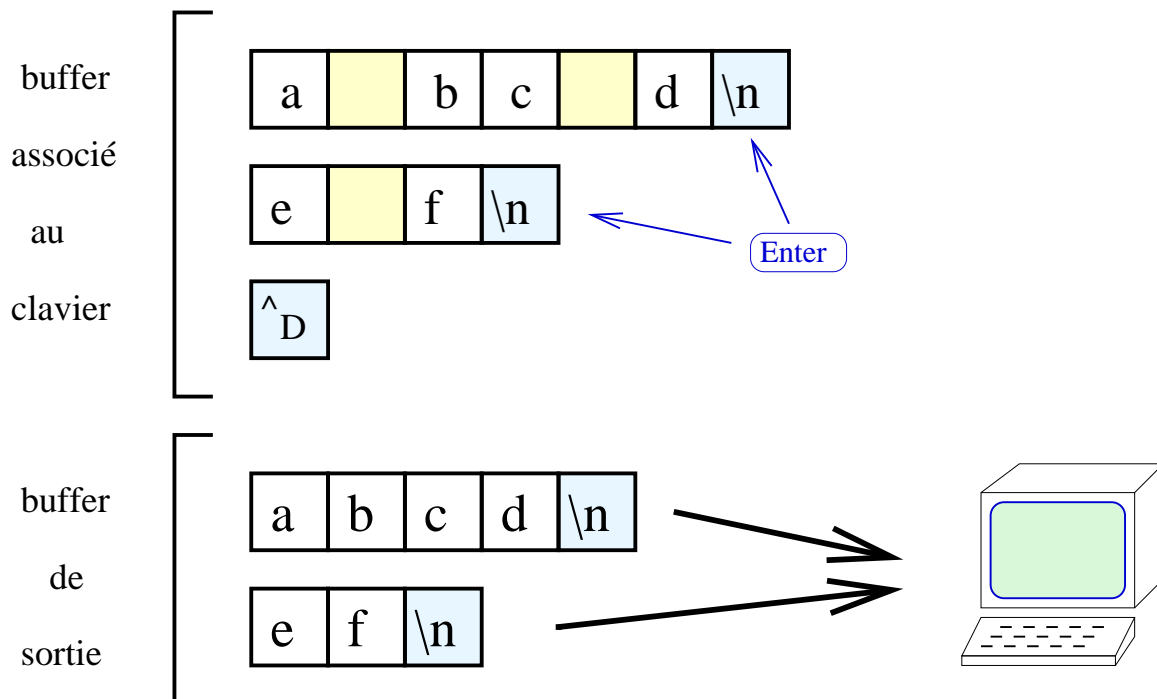 buffer
associé
au
clavier
a b c d \n
e f \n
Enter
^D
buffer
de
sortie
a b c d \n
e f \n